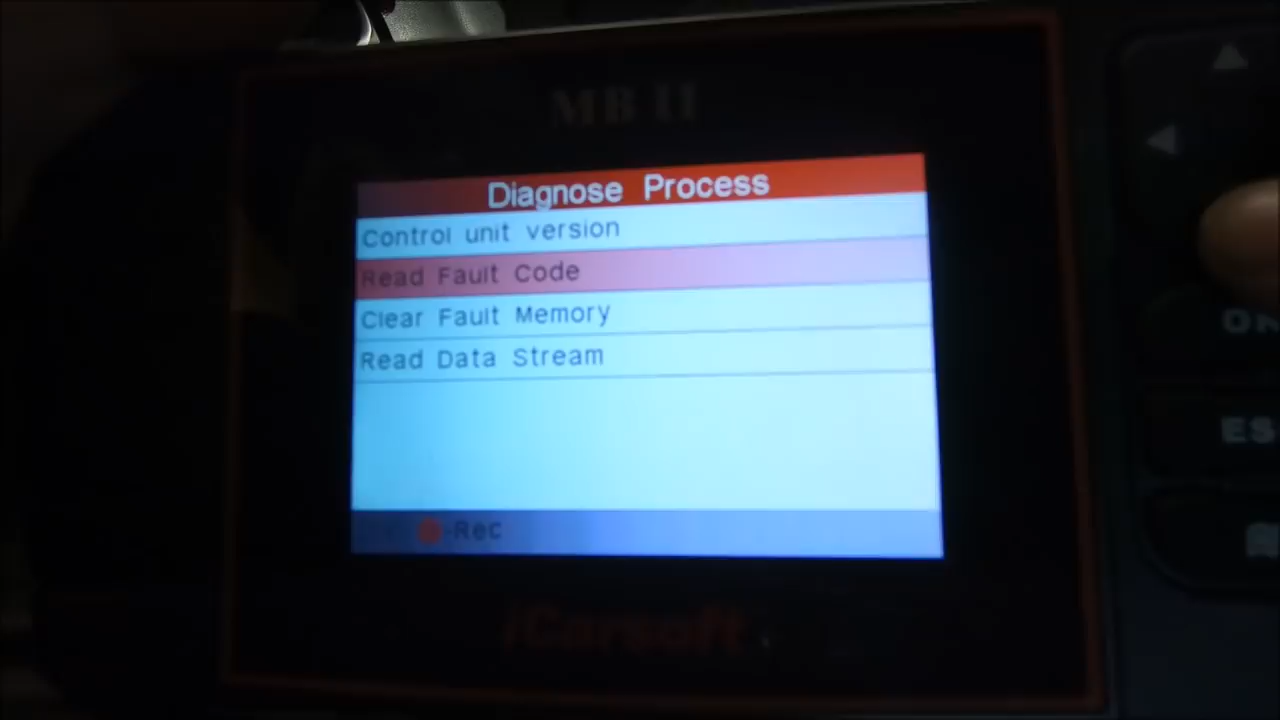 MB II
Diagnose Process
Control unit version
Read Fault Code
Clear Fault Memory
Read Data Stream
-Rec
iCarsoft